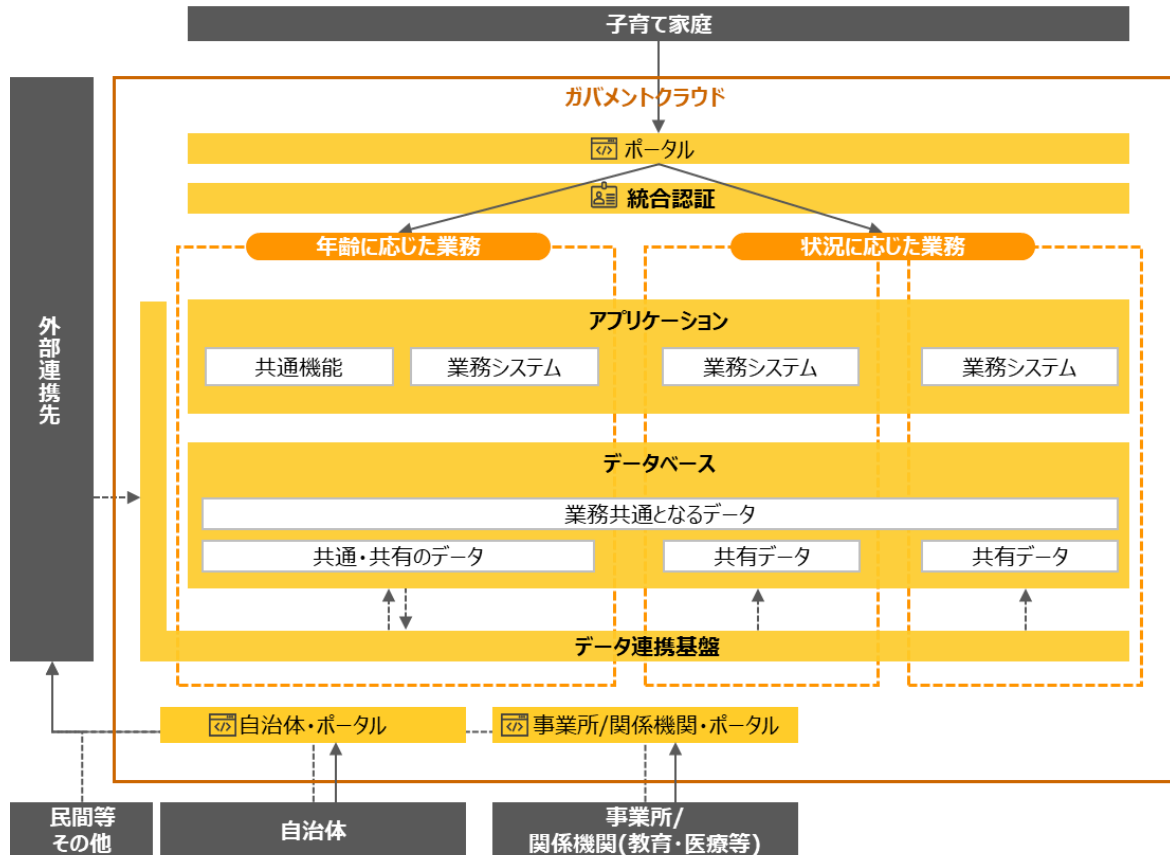 子育て家庭
ガバメントクラウド
ポータル
統合認証
年齢に応じた業務
状況に応じた業務
外部連携先
アプリケーション
共通機能
業務システム
業務システム
業務システム
データベース
業務共通となるデータ
共通・共有のデータ
共有データ
共有データ
データ連携基盤
自治体・ポータル
事業所/関係機関・ポータル
民間等
その他
自治体
事業所/
関係機関(教育・医療等)